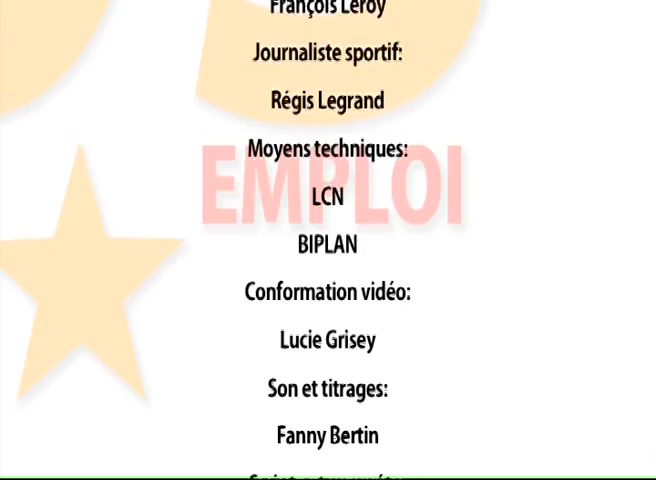 François Leroy
Journaliste sportif:
Régis Legrand
Moyens techniques:
EMPLOI
LCN
BIPLAN
Conformation vidéo:
Lucie Grisey
Son et titrages:
Fanny Bertin